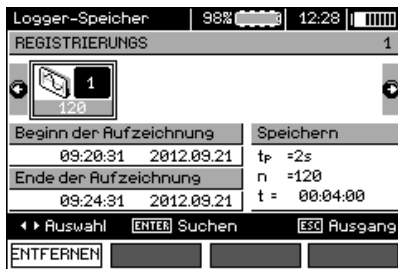 Logger-Speicher 98% 12:28
REGISTRIERUNGS 1
1
120
Beginn der Aufzeichnung
09:20:31 2012.09.21
Ende der Aufzeichnung
09:24:31 2012.09.21
Speichern
tP =2s
n =120
t = 00:04:00
Auswahl ENTER Suchen ESC Ausgang
ENTFERNEN